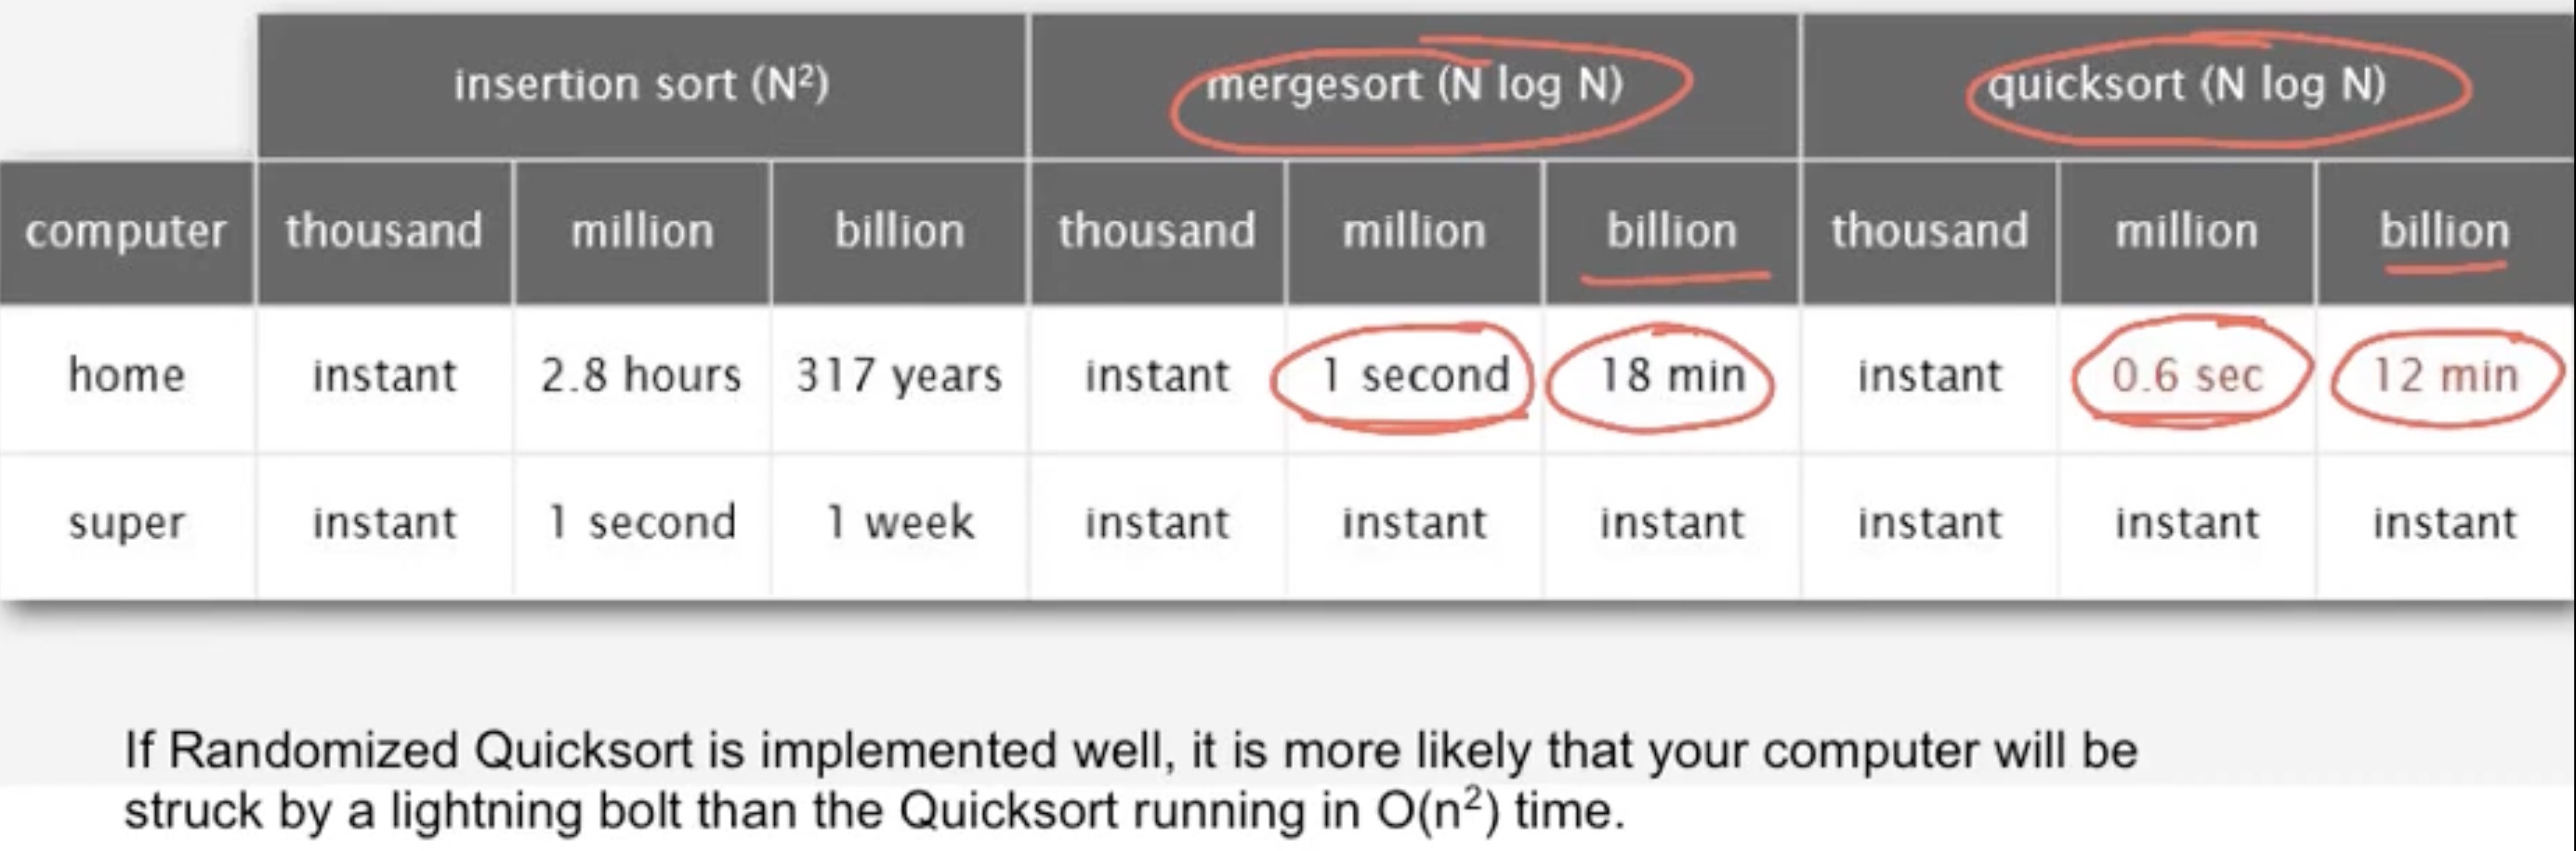 insertion sort (N²) mergesort (N log N) quicksort (N log N)
computer thousand million billion thousand million billion thousand million billion
home instant 2.8 hours 317 years instant 1 second 18 min instant 0.6 sec 12 min
super instant 1 second 1 week instant instant instant instant instant instant
If Randomized Quicksort is implemented well, it is more likely that your computer will be
struck by a lightning bolt than the Quicksort running in O(n²) time.